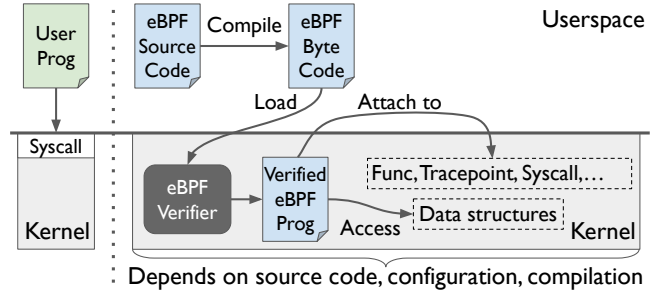 User
Prog
Syscall
Kernel
eBPF
Source
Code
Compile
eBPF
Byte
Code
Userspace
Load
Attach to
eBPF
Verifier
Verified
eBPF
Prog
Func, Tracepoint, Syscall,...
Access
Data structures
Kernel
Depends on source code, configuration, compilation